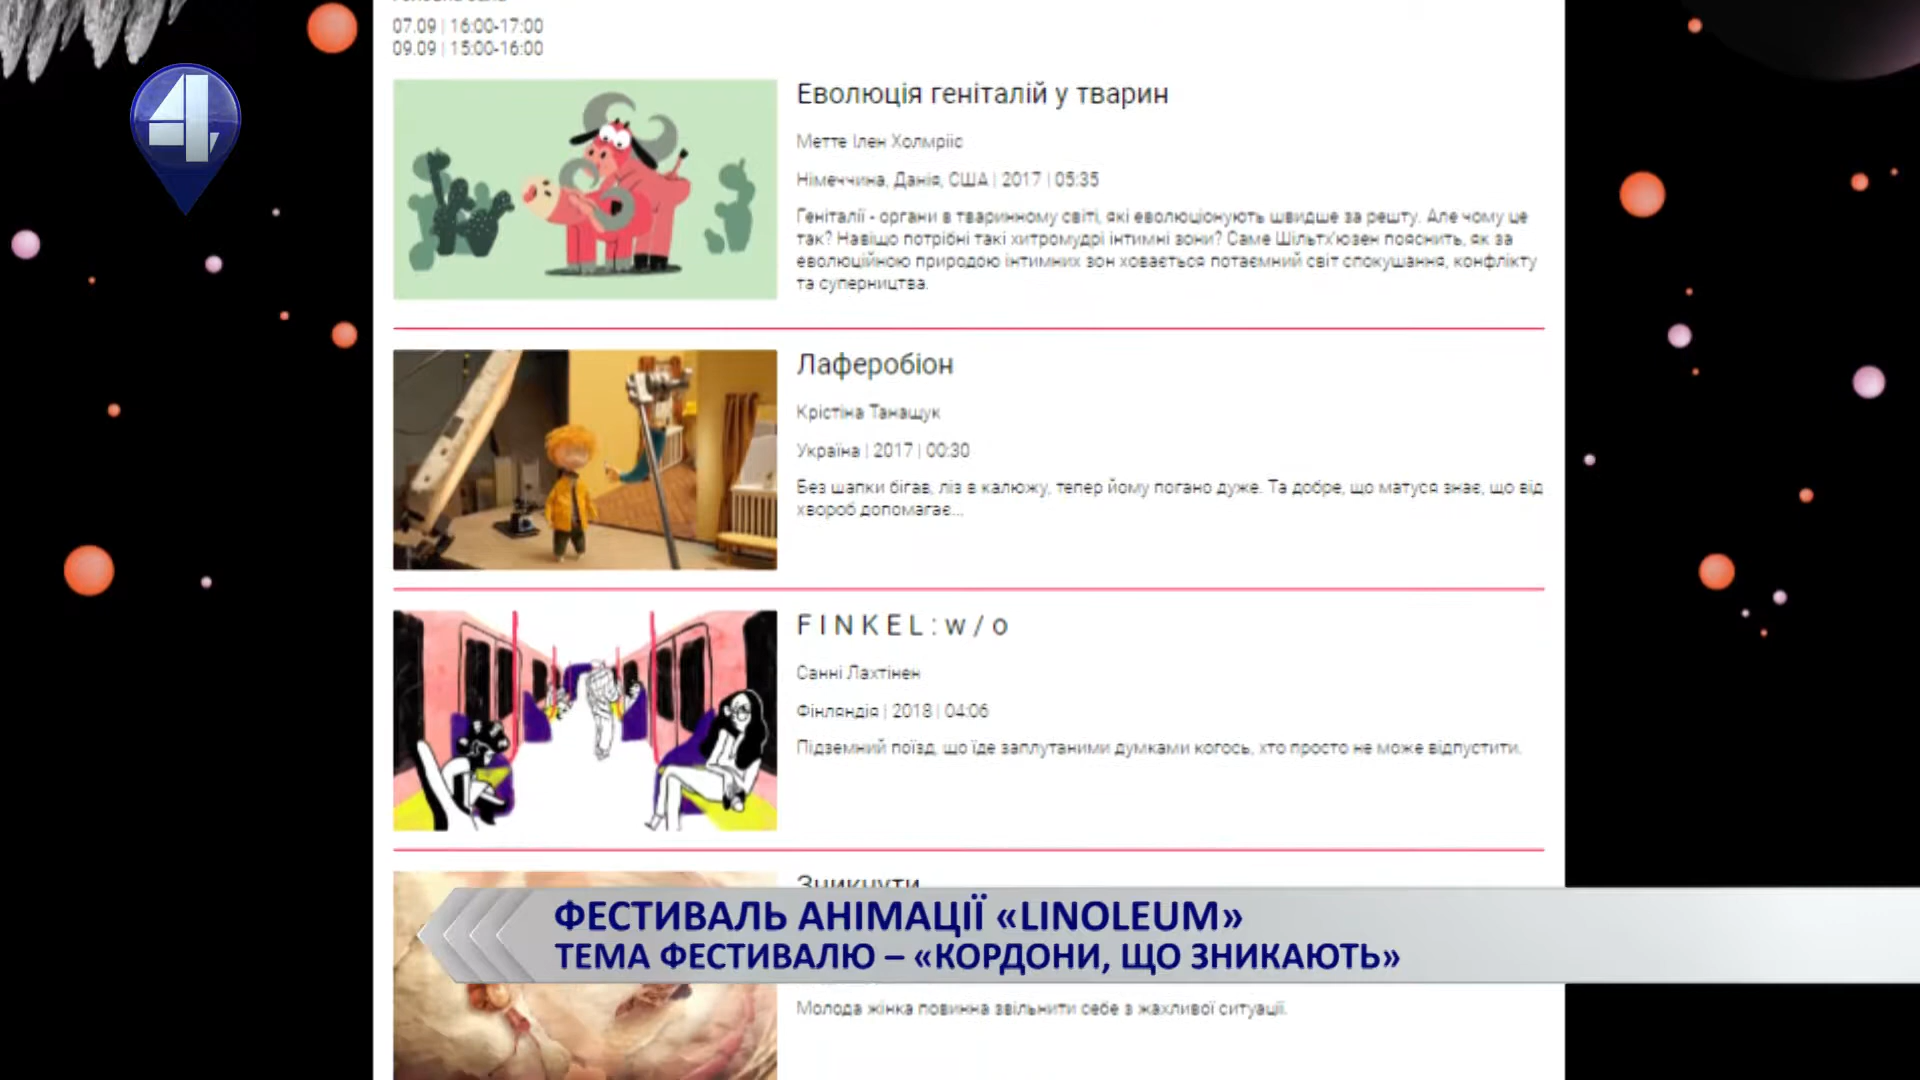 07.09 | 16:00-17:00
09.09 | 15:00-16:00
4
Еволюція геніталій у тварин
Метте Ілен Холмрііс
Німеччина, Данія, США | 2017 | 05:35
Геніталії - органи в тваринному світі, які еволюціонують швидше за решту. Але чому це
так? Навіщо потрібні такі хитромудрі інтимні зони? Саме Шільтх'юзен пояснить, як за
еволюційною природою інтимних зон ховається потаємний світ спокушання, конфлікту
та суперництва.
Лаферобіон
Крістіна Танащук
Україна | 2017 | 00:30
Без шапки бігав, ліз в калюжу, тепер йому погано дуже. Та добре, що матуся знає, що від
хвороб допомагає...
F I N K E L : w / o
Санні Лахтінен
Фінляндія | 2018 | 04:06
Підземний поїзд, що їде заплутаними думками когось, хто просто не може відпустити.
Зникнути
ФЕСТИВАЛЬ АНІМАЦІЇ «LINOLEUM»
ТЕМА ФЕСТИВАЛЮ – «КОРДОНИ, ЩО ЗНИКАЮТЬ»
Молода жінка повинна звільнити себе з жахливої ситуації.